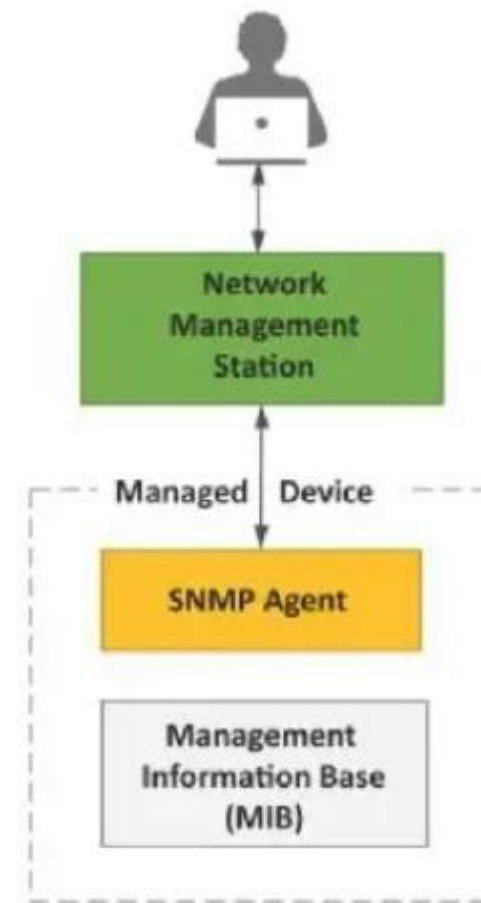 Network
Management
Station
Managed Device
SNMP Agent
Management
Information Base
(MIB)